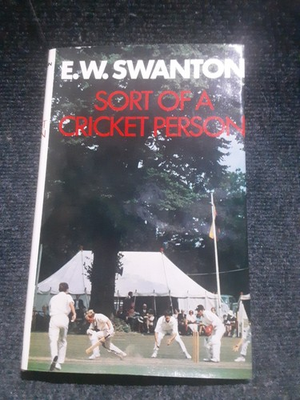 E.W. SWANTON
SORT OF A
CRICKET PERSON